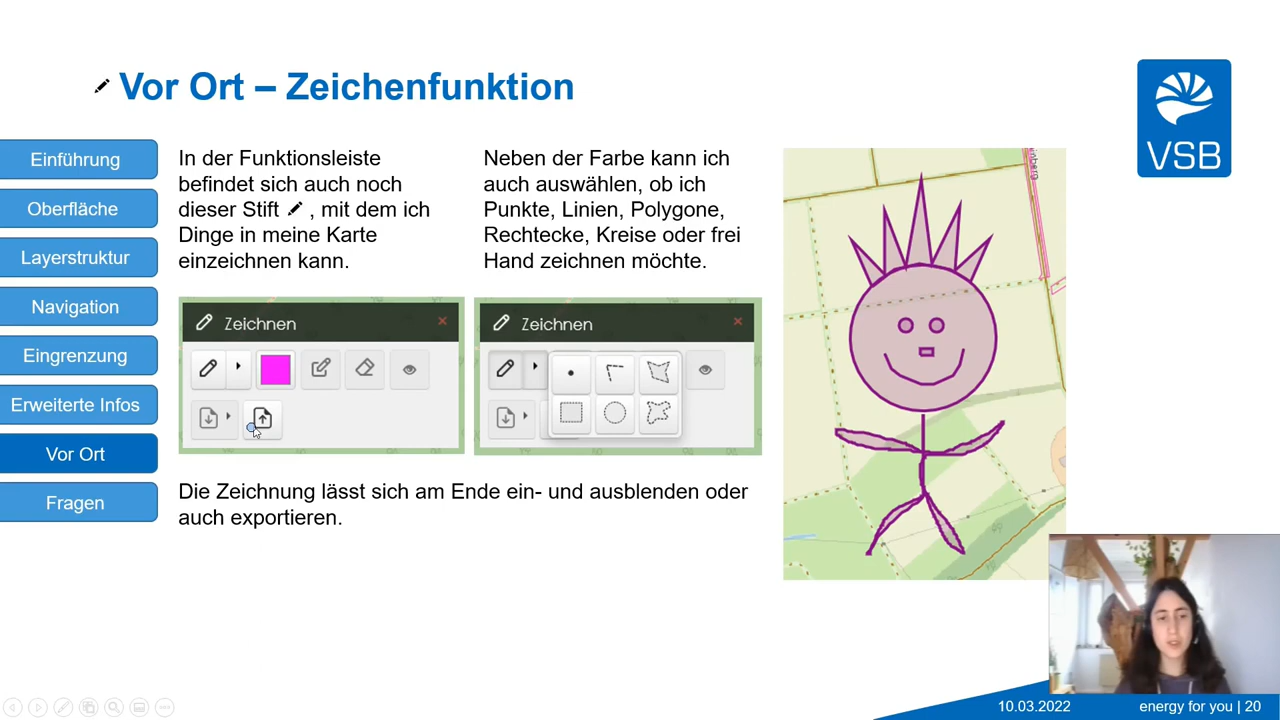 Vor Ort – Zeichenfunktion
VSB
Einführung
Oberfläche
Layerstruktur
Navigation
Eingrenzung
Erweiterte Infos
Vor Ort
Fragen
In der Funktionsleiste
befindet sich auch noch
dieser Stift , mit dem ich
Dinge in meine Karte
einzeichnen kann.
Neben der Farbe kann ich
auch auswählen, ob ich
Punkte, Linien, Polygone,
Rechtecke, Kreise oder frei
Hand zeichnen möchte.
Zeichnen
Zeichnen
Die Zeichnung lässt sich am Ende ein- und ausblenden oder
auch exportieren.
10.03.2022
energy for you | 20